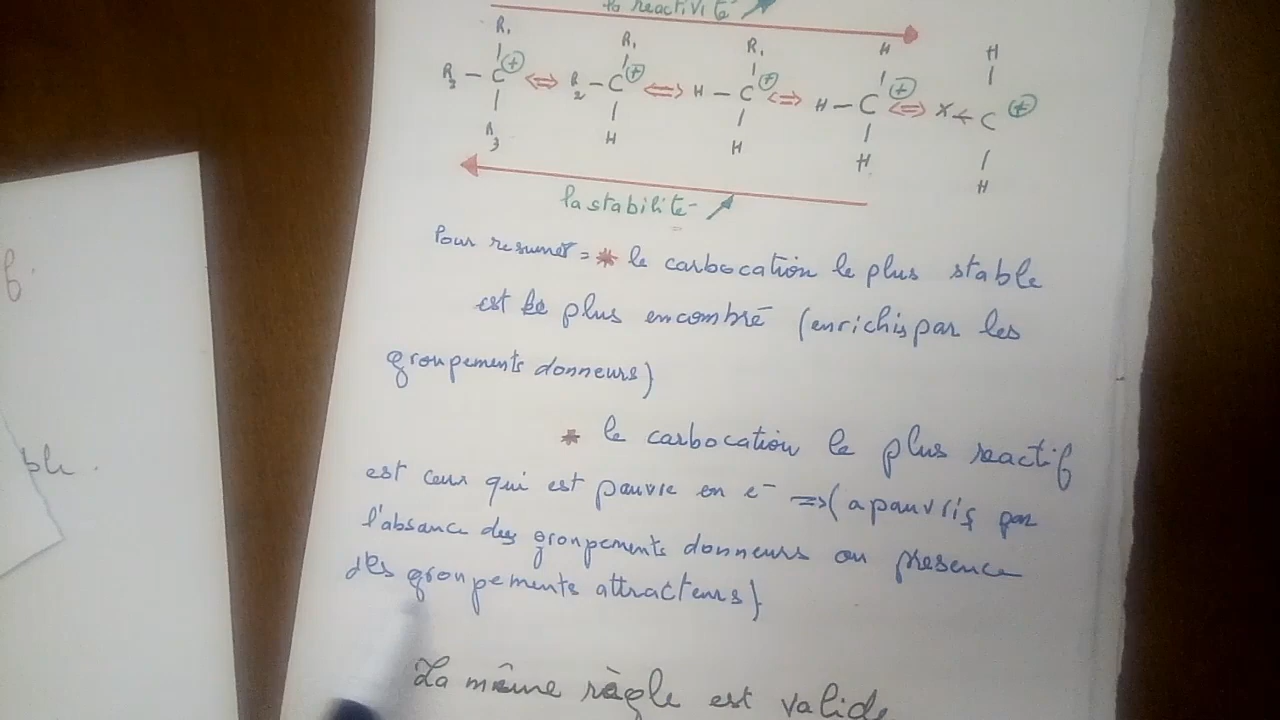 la reactivité ↗
R₁ R₁ R₁ H H
R₃ – C ⊕ ⇔ R₂ – C ⊕ ⇔ H – C ⊕ ⇔ H – C ⊕ ⇔ X ← C ⊕
R₃ H H H H
la stabilité ↗
Pour resumer = * le carbocation le plus stable
est le plus encombré (enrichis par les
groupements donneurs)
* le carbocation le plus reactif
est ceux qui est pauvre en e⁻ => (apauvris par
l'absance des groupements donneurs ou presence
des groupements attracteurs)
La même règle est valide
f.
ble.